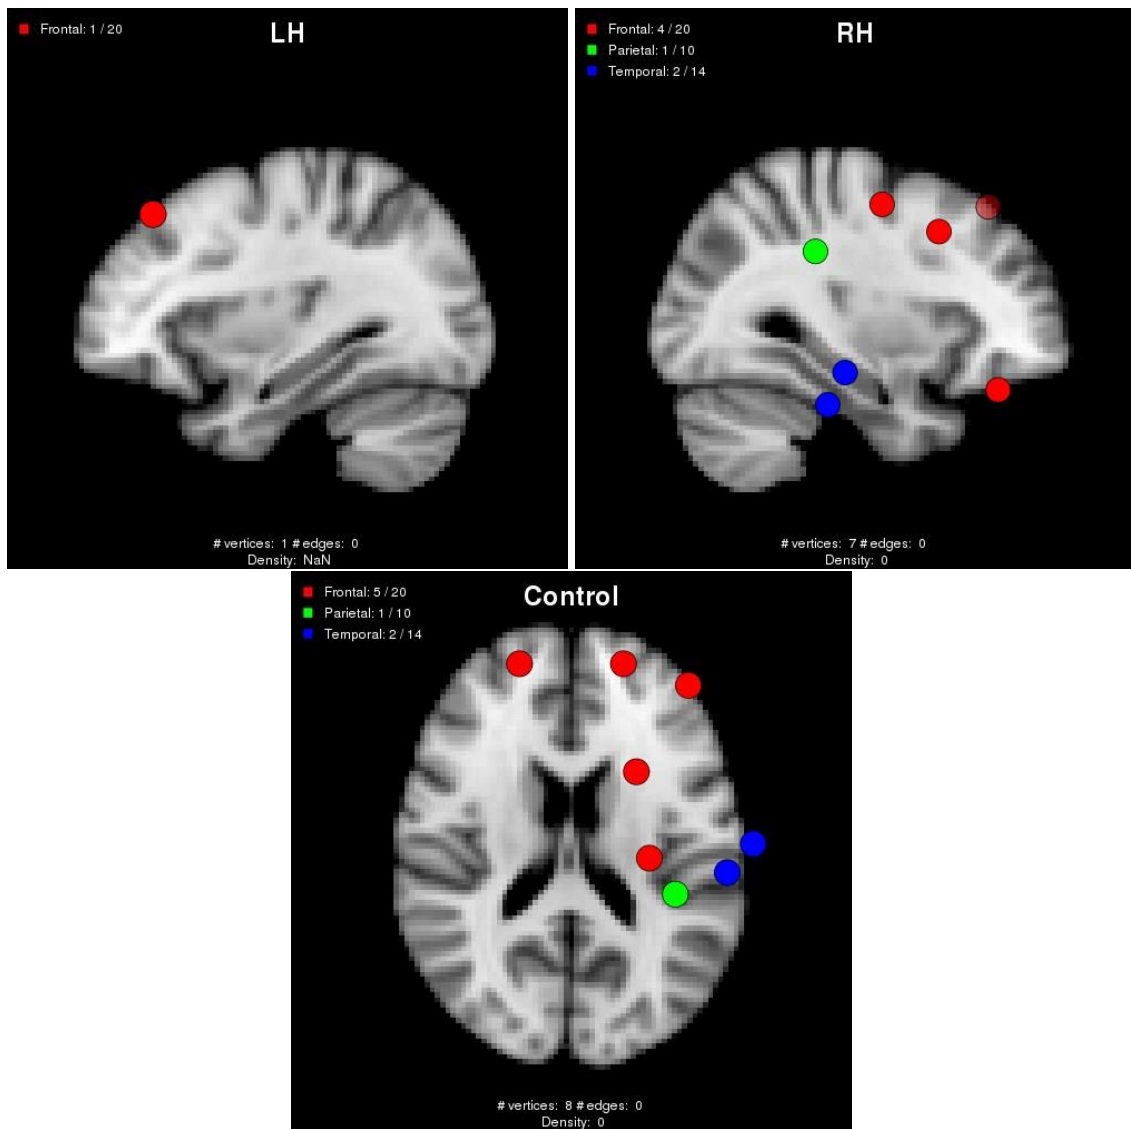 LH
Frontal: 1 / 20
# vertices: 1 # edges: 0
Density: NaN
RH
Frontal: 4 / 20
Parietal: 1 / 10
Temporal: 2 / 14
# vertices: 7 # edges: 0
Density: 0
Control
Frontal: 5 / 20
Parietal: 1 / 10
Temporal: 2 / 14
# vertices: 8 # edges: 0
Density: 0